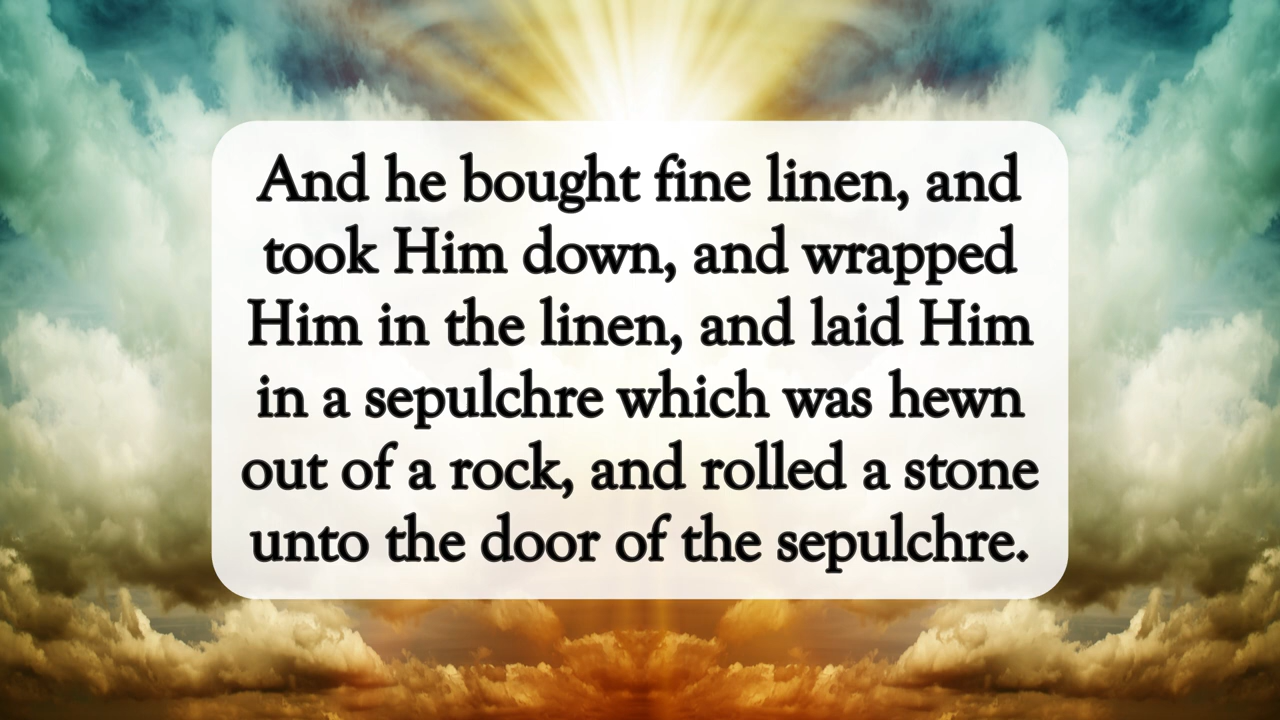 And he bought fine linen, and
took Him down, and wrapped
Him in the linen, and laid Him
in a sepulchre which was hewn
out of a rock, and rolled a stone
unto the door of the sepulchre.